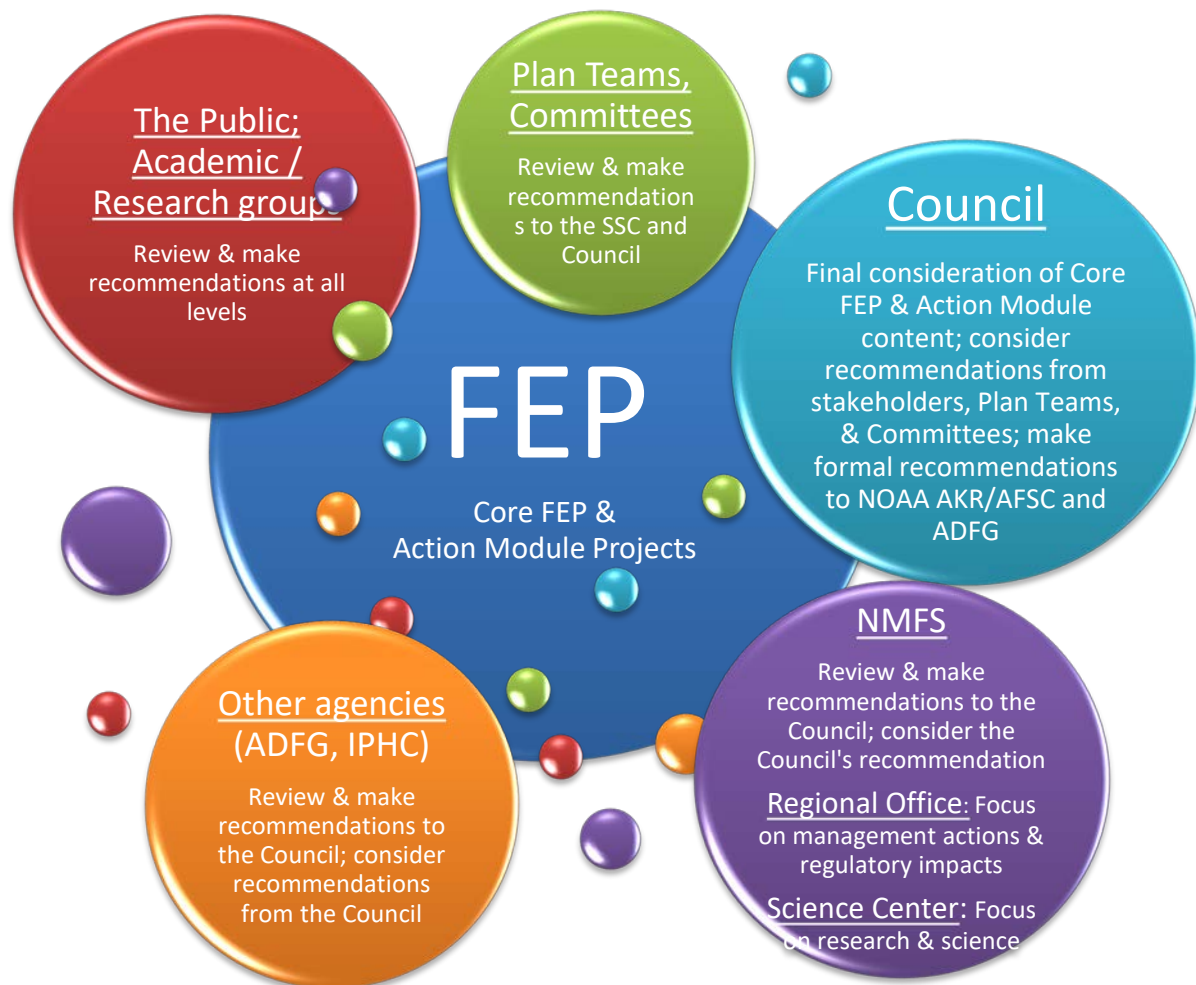 The Public;
Academic /
Research groups
Review & make
recommendations at all
levels
Plan Teams,
Committees
Review & make
recommendation
s to the SSC and
Council
Council
Final consideration of Core
FEP & Action Module
content; consider
recommendations from
stakeholders, Plan Teams,
& Committees; make
formal recommendations
to NOAA AKR/AFSC and
ADFG
FEP
Core FEP &
Action Module Projects
Other agencies
(ADFG, IPHC)
Review & make
recommendations to
the Council; consider
recommendations
from the Council
NMFS
Review & make
recommendations to the
Council; consider the
Council's recommendation
Regional Office: Focus
on management actions &
regulatory impacts
Science Center: Focus
on research & science